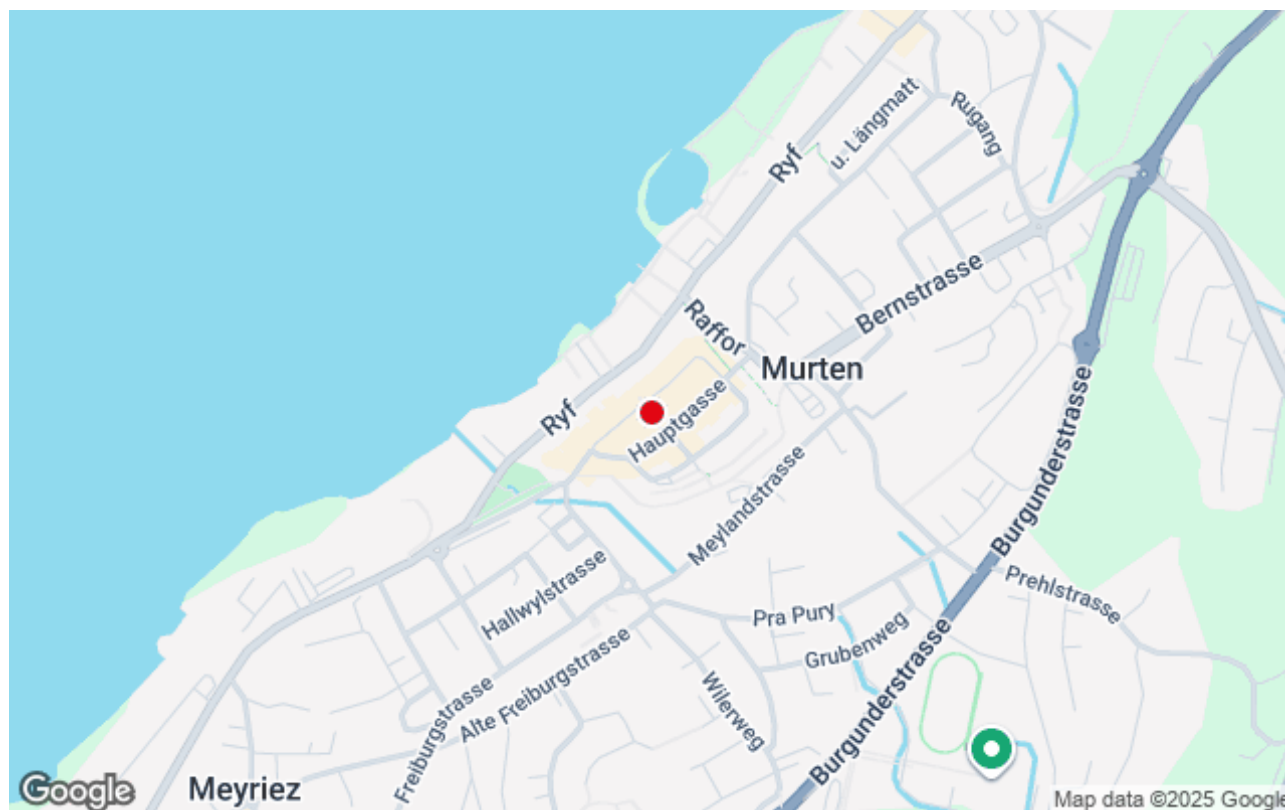 Rugang
u. Längmatt
Ryf
Bernstrasse
Raffor
Murten
Ryf
Hauptgasse
Meylandstrasse
Burgunderstrasse
Prehlstrasse
Hallwylstrasse
Pra Pury
Grubenweg
Freiburgstrasse
Alte Freiburgstrasse
Wilerweg
Burgunderstrasse
Meyriez
Google
Map data ©2025 Google